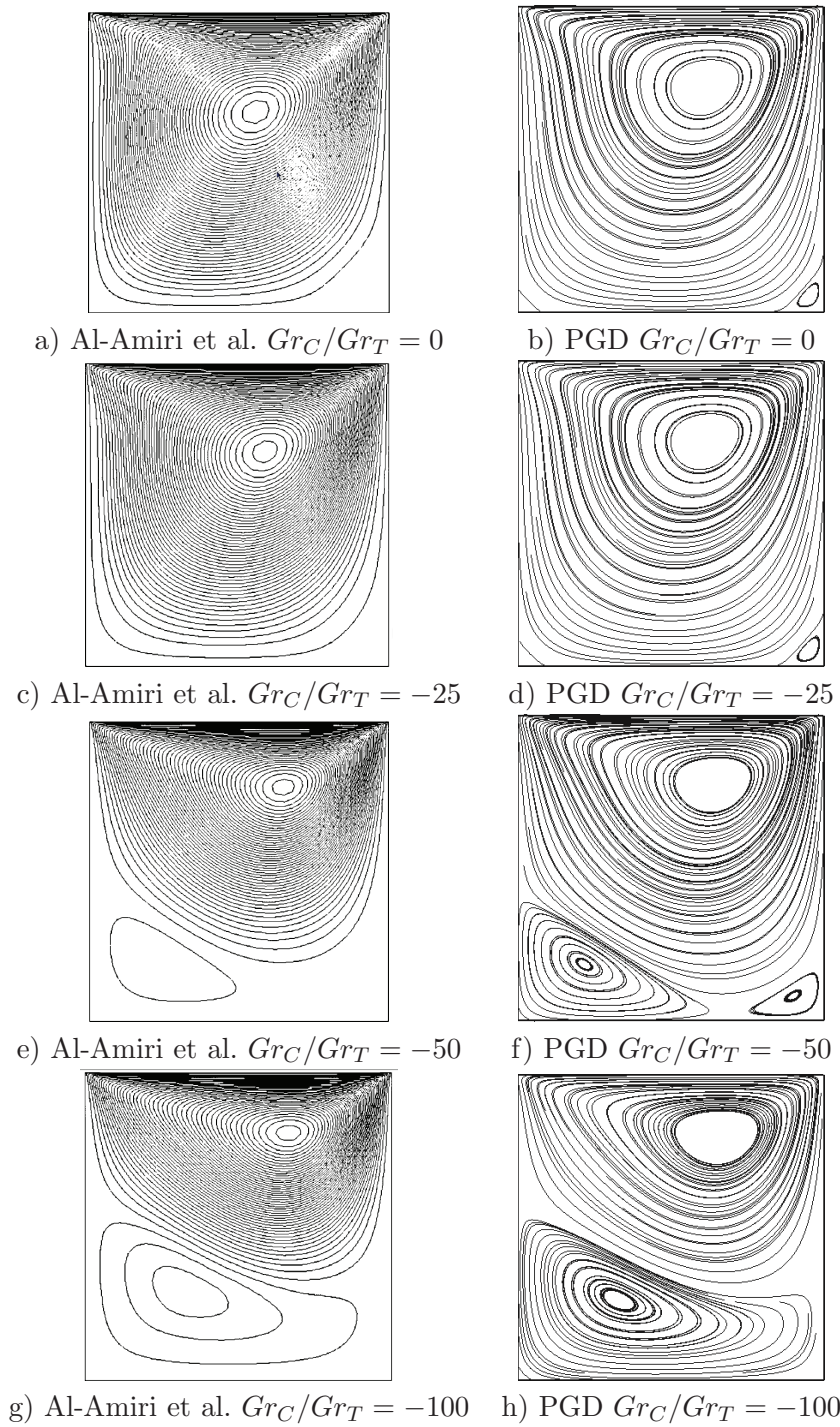 a) Al-Amiri et al. Gr_C/Gr_T = 0
b) PGD Gr_C/Gr_T = 0
c) Al-Amiri et al. Gr_C/Gr_T = −25
d) PGD Gr_C/Gr_T = −25
e) Al-Amiri et al. Gr_C/Gr_T = −50
f) PGD Gr_C/Gr_T = −50
g) Al-Amiri et al. Gr_C/Gr_T = −100
h) PGD Gr_C/Gr_T = −100